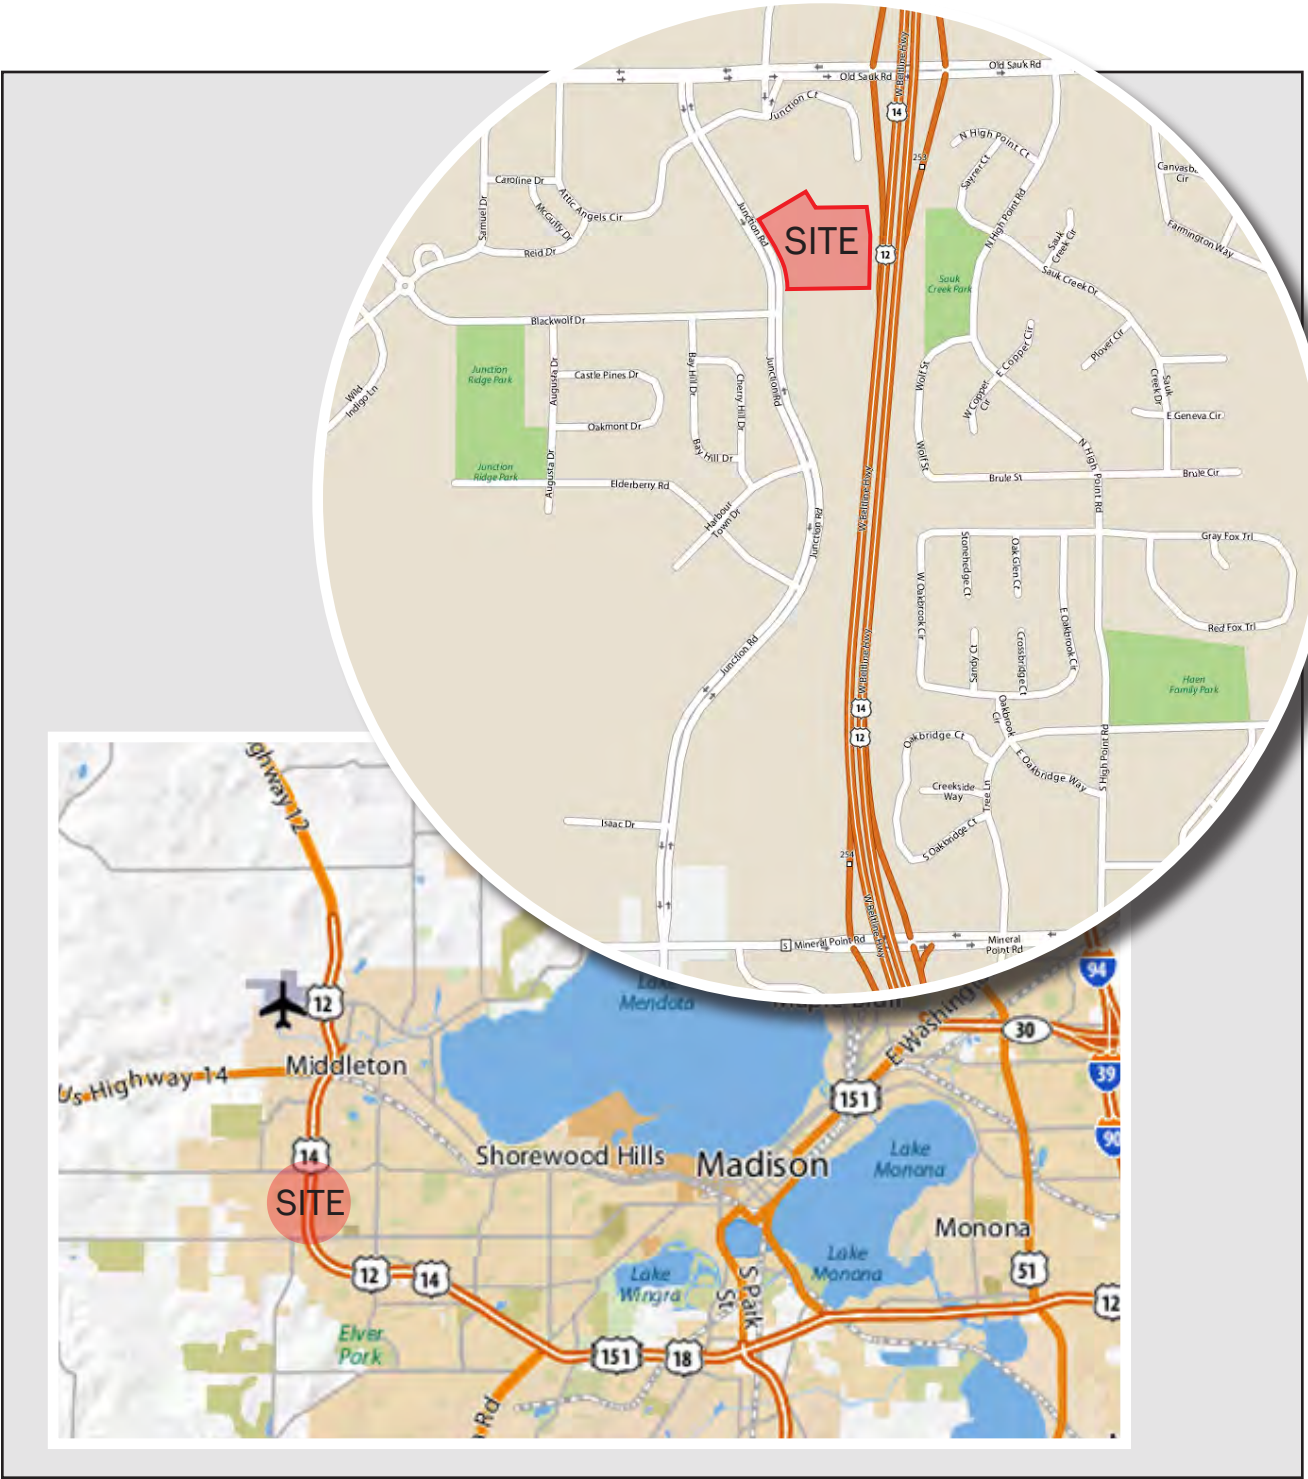 Old Sauk Rd
Old Sauk Rd
W Beltline Hwy
14
Junction Ct
253
N High Point Ct
Sayner Ct
Canvasb
Cir
Caroline Dr
Attic Angels Cir
McGuffy Dr
Samuel Dr
Reid Dr
Junction Rd
SITE
12
N High Point Rd
Sauk
Creek Cir
Farmington Way
Sauk
Creek Park
Sauk Creek Dr
Blackwolf Dr
Junction
Ridge Park
Augusta Dr
Castle Pines Dr
Bay Hill Dr
Cherry Hill Dr
Junction Rd
Wolf St
E Copper Cir
Plover Cir
W Copper
Cir
Sauk
Creek Dr
E Geneva Cir
Wild
Indigo Ln
Oakmont Dr
Bay Hill Dr
Wolf St
N High Point Rd
Junction
Ridge Park
Augusta Dr
Elderberry Rd
Brule St
Brule Cir
Harbour
Town Dr
Junction Rd
W Beltline Hwy
Stonehedge Ct
Oak Glen Ct
Gray Fox Trl
W Oakbrook Cir
E Oakbrook Cir
Red Fox Trl
Junction Rd
W Beltline Hwy
Sandy Ct
Crossbridge Ct
Haen
Family Park
14
12
Oakbrook
Cir
Oakbridge Ct
E Oakbridge Way
S High Point Rd
Creekside
Way
Tree Ln
Isaac Dr
S Oakbridge Ct
254
W Beltline Hwy
S
Mineral Point Rd
Mineral
Point Rd
ghway 12
12
Lake
Mendota
94
E Washing
30
Middleton
Us Highway 14
39
151
14
Shorewood Hills
Madison
Lake
Monona
90
SITE
Monona
12
14
Lake
Wingra
S Park
St
Lake
Monona
51
12
Elver
Park
151
18
Rd